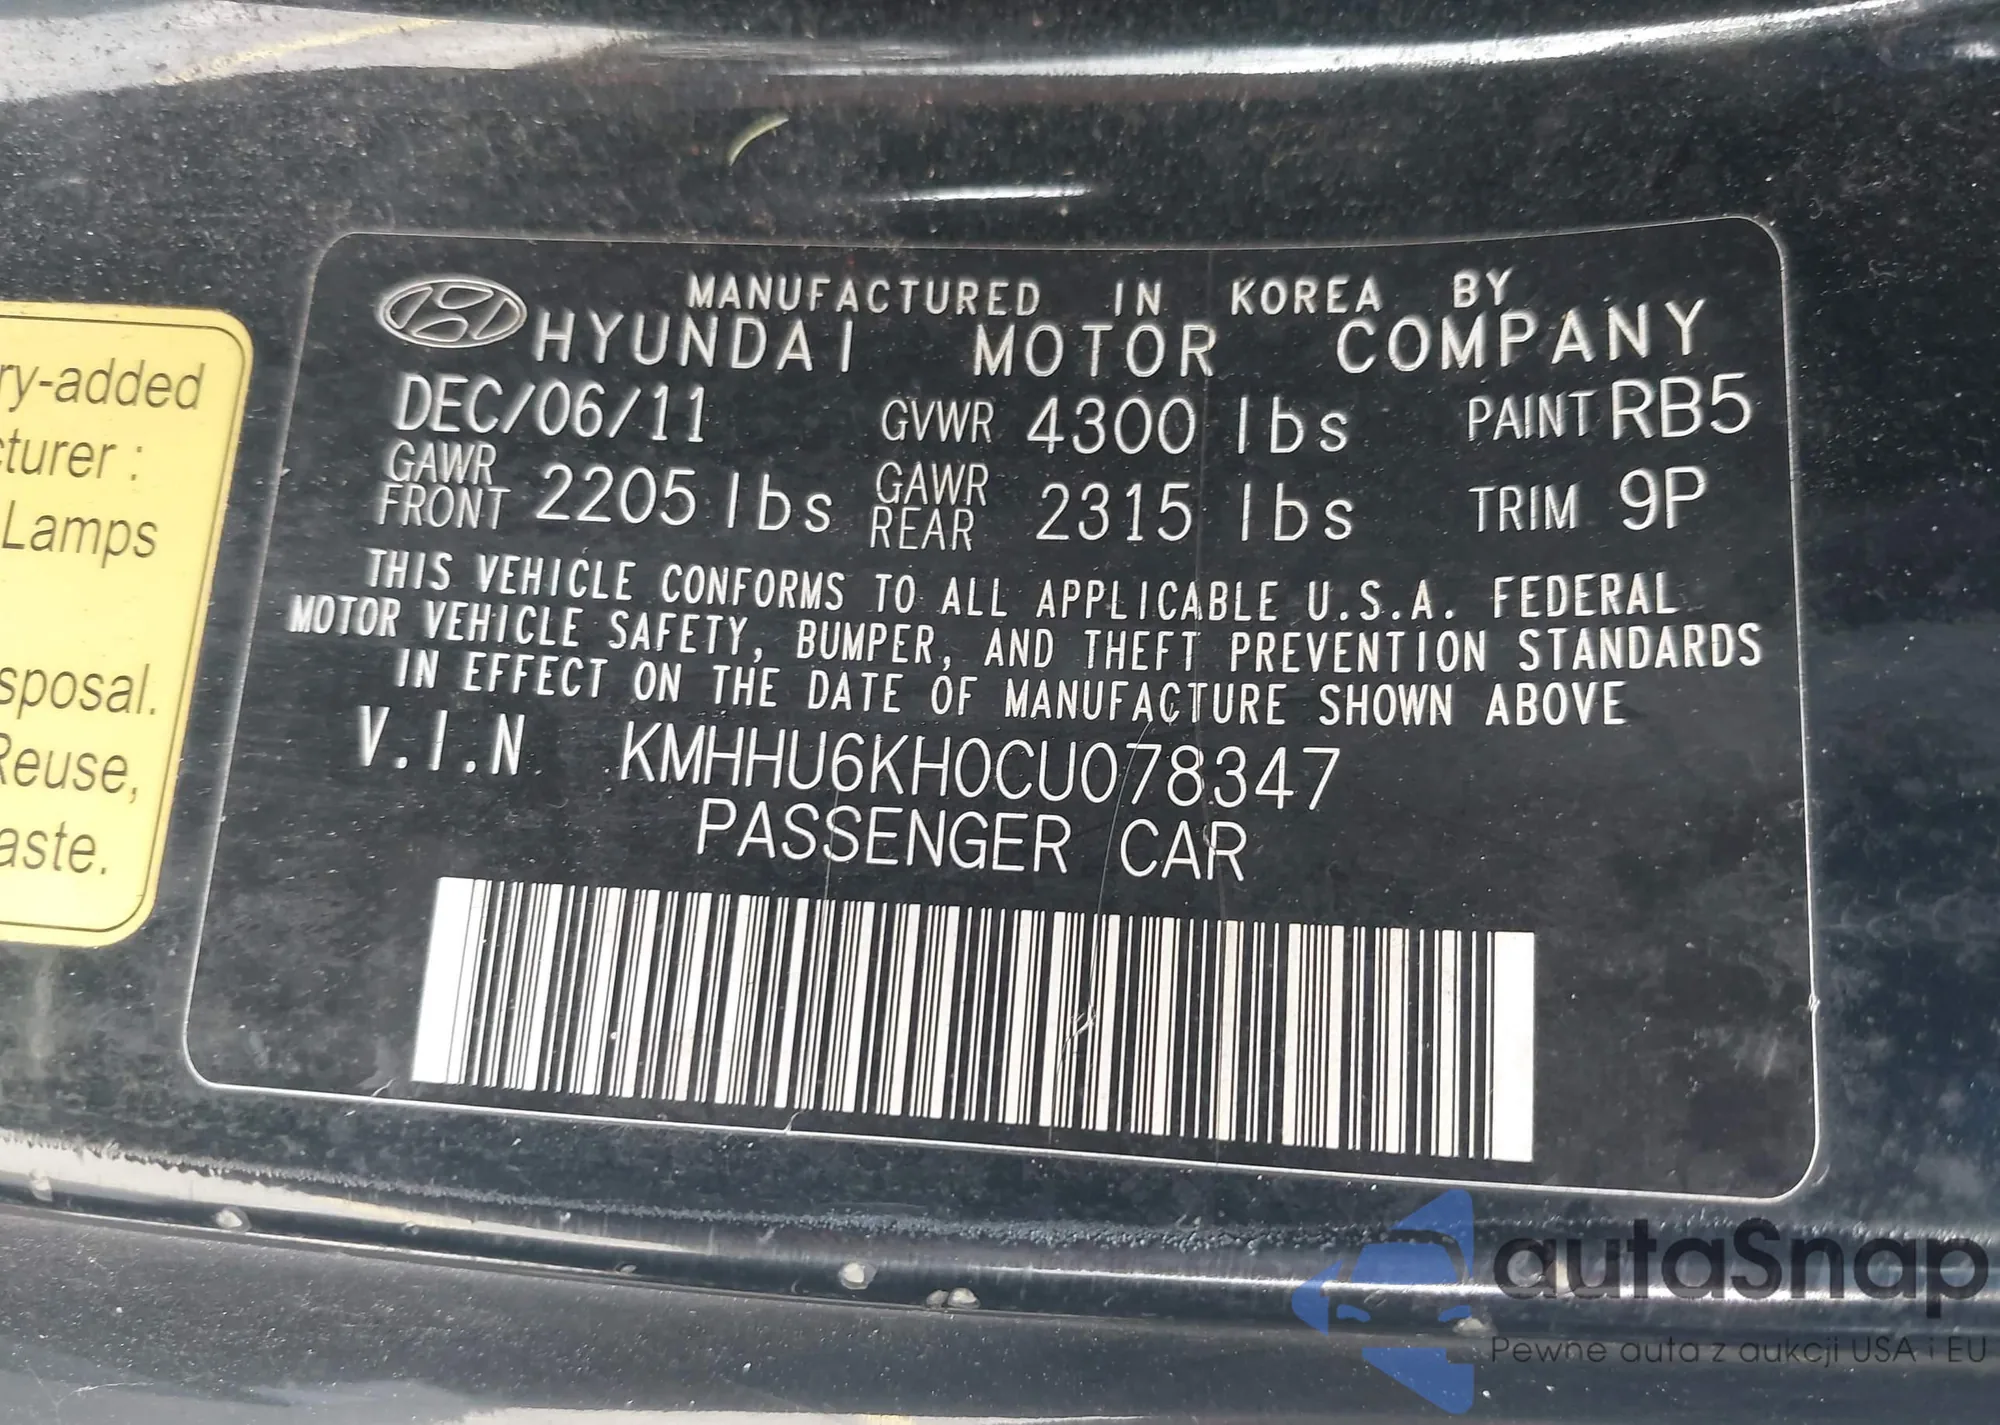 ry-added
cturer :
Lamps
sposal.
Reuse,
aste.
MANUFACTURED IN KOREA BY
HYUNDAI MOTOR COMPANY
DEC/06/11 GVWR 4300 lbs PAINT RB5
GAWR FRONT 2205 lbs GAWR REAR 2315 lbs TRIM 9P
THIS VEHICLE CONFORMS TO ALL APPLICABLE U.S.A. FEDERAL
MOTOR VEHICLE SAFETY, BUMPER, AND THEFT PREVENTION STANDARDS
IN EFFECT ON THE DATE OF MANUFACTURE SHOWN ABOVE
V.I.N KMHHU6KH0CU078347
PASSENGER CAR
autaSnap
Pewne auta z aukcji USA i EU